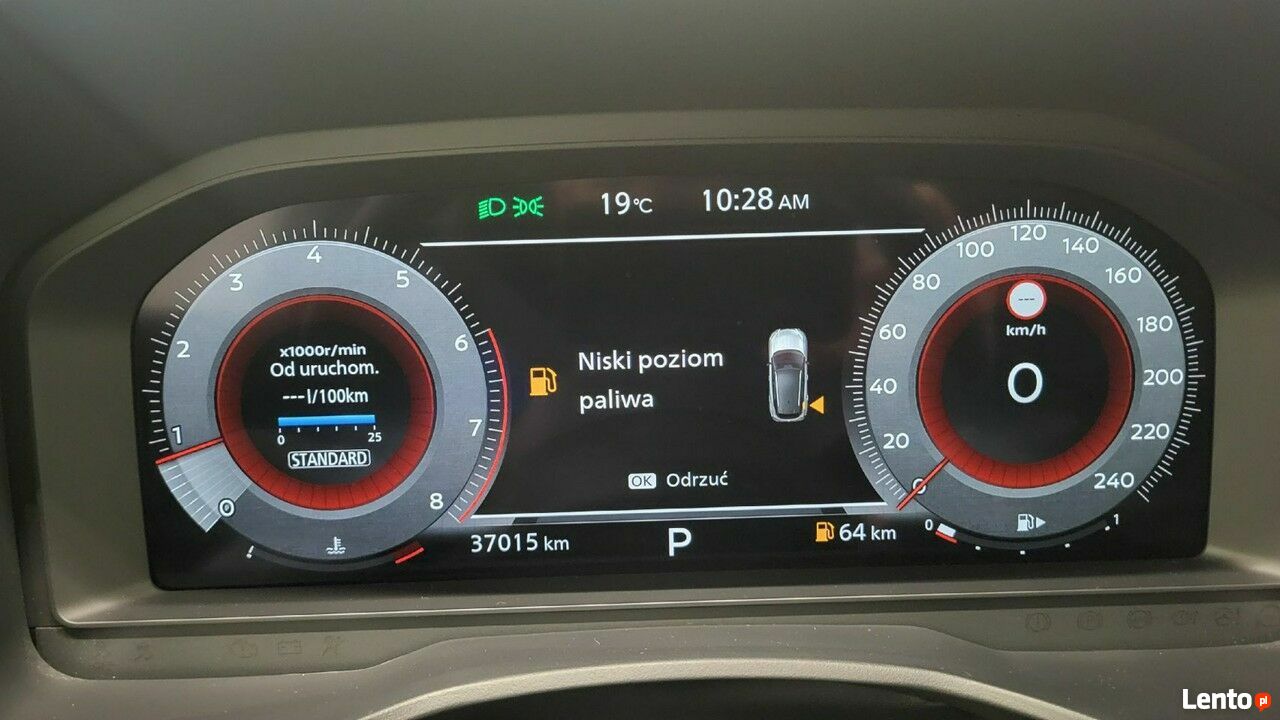 19°C 10:28 AM
0 1 2 3 4 5 6 7 8
x1000r/min
Od uruchom.
---l/100km
0 25
STANDARD
Niski poziom
paliwa
OK Odrzuć
37015 km P 64 km
0 20 40 60 80 100 120 140 160 180 200 220 240
---
km/h
0
0 1
Lento.pl